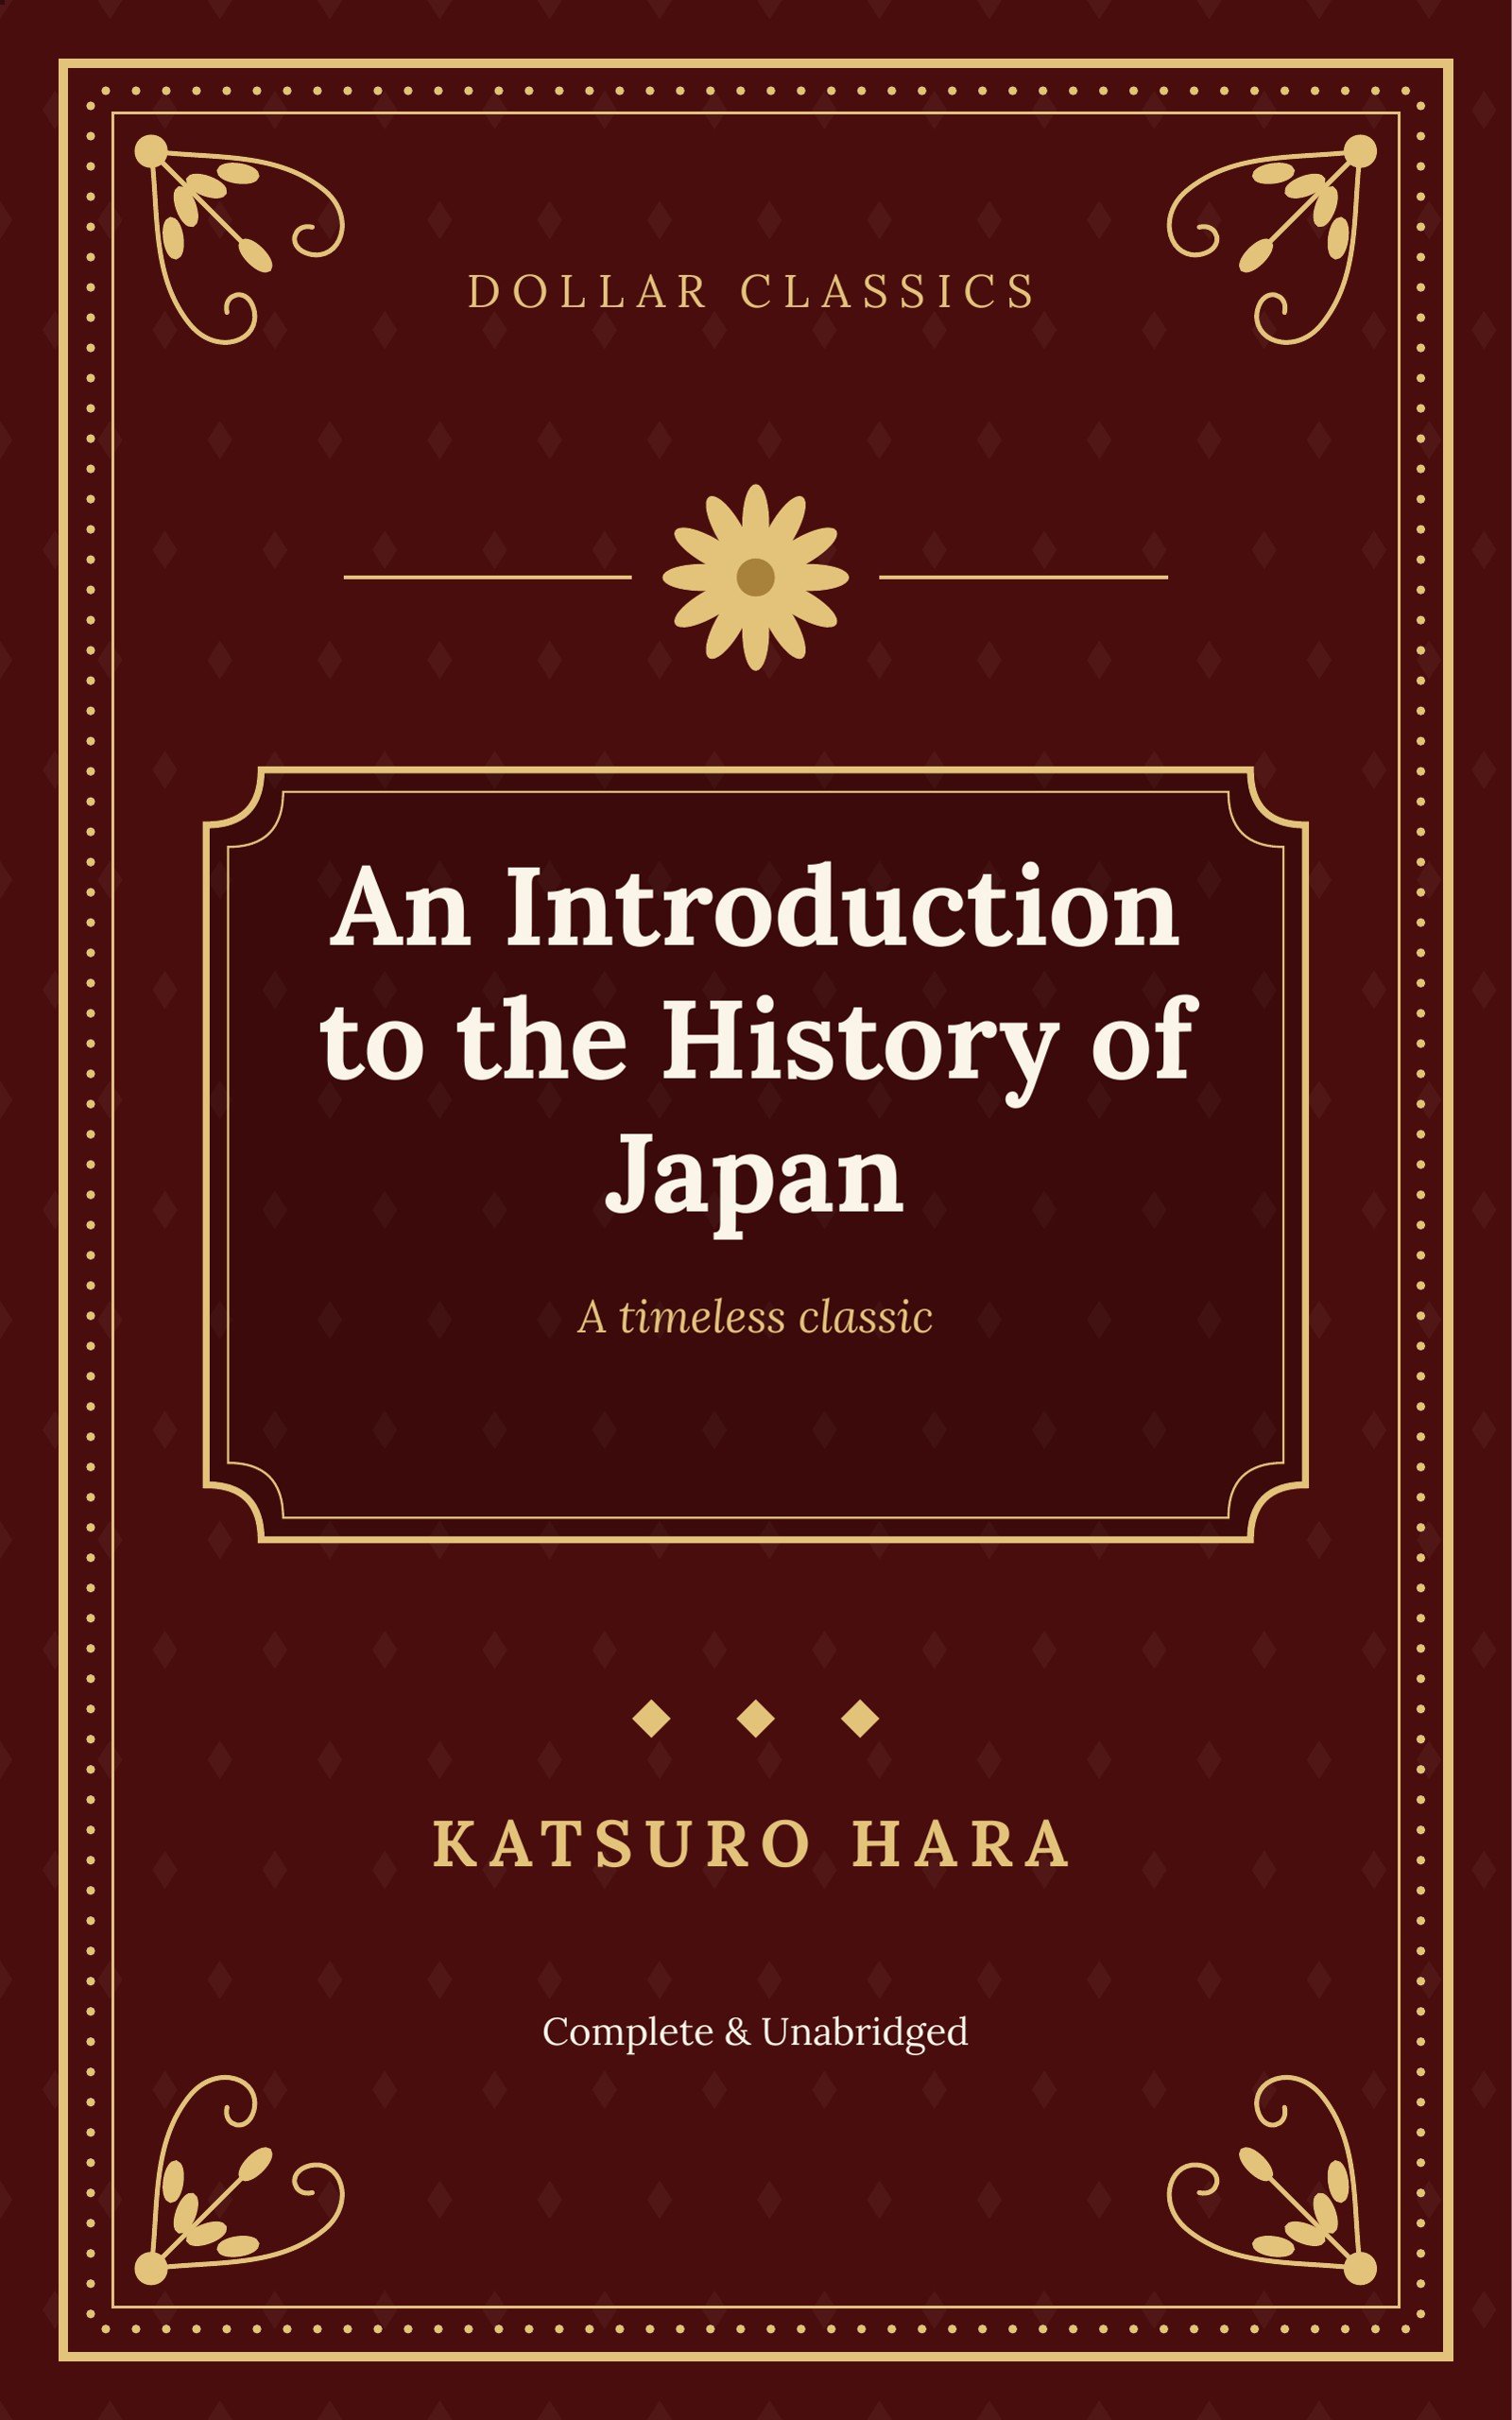 DOLLAR CLASSICS
An Introduction
to the History of
Japan
A timeless classic
KATSURO HARA
Complete & Unabridged